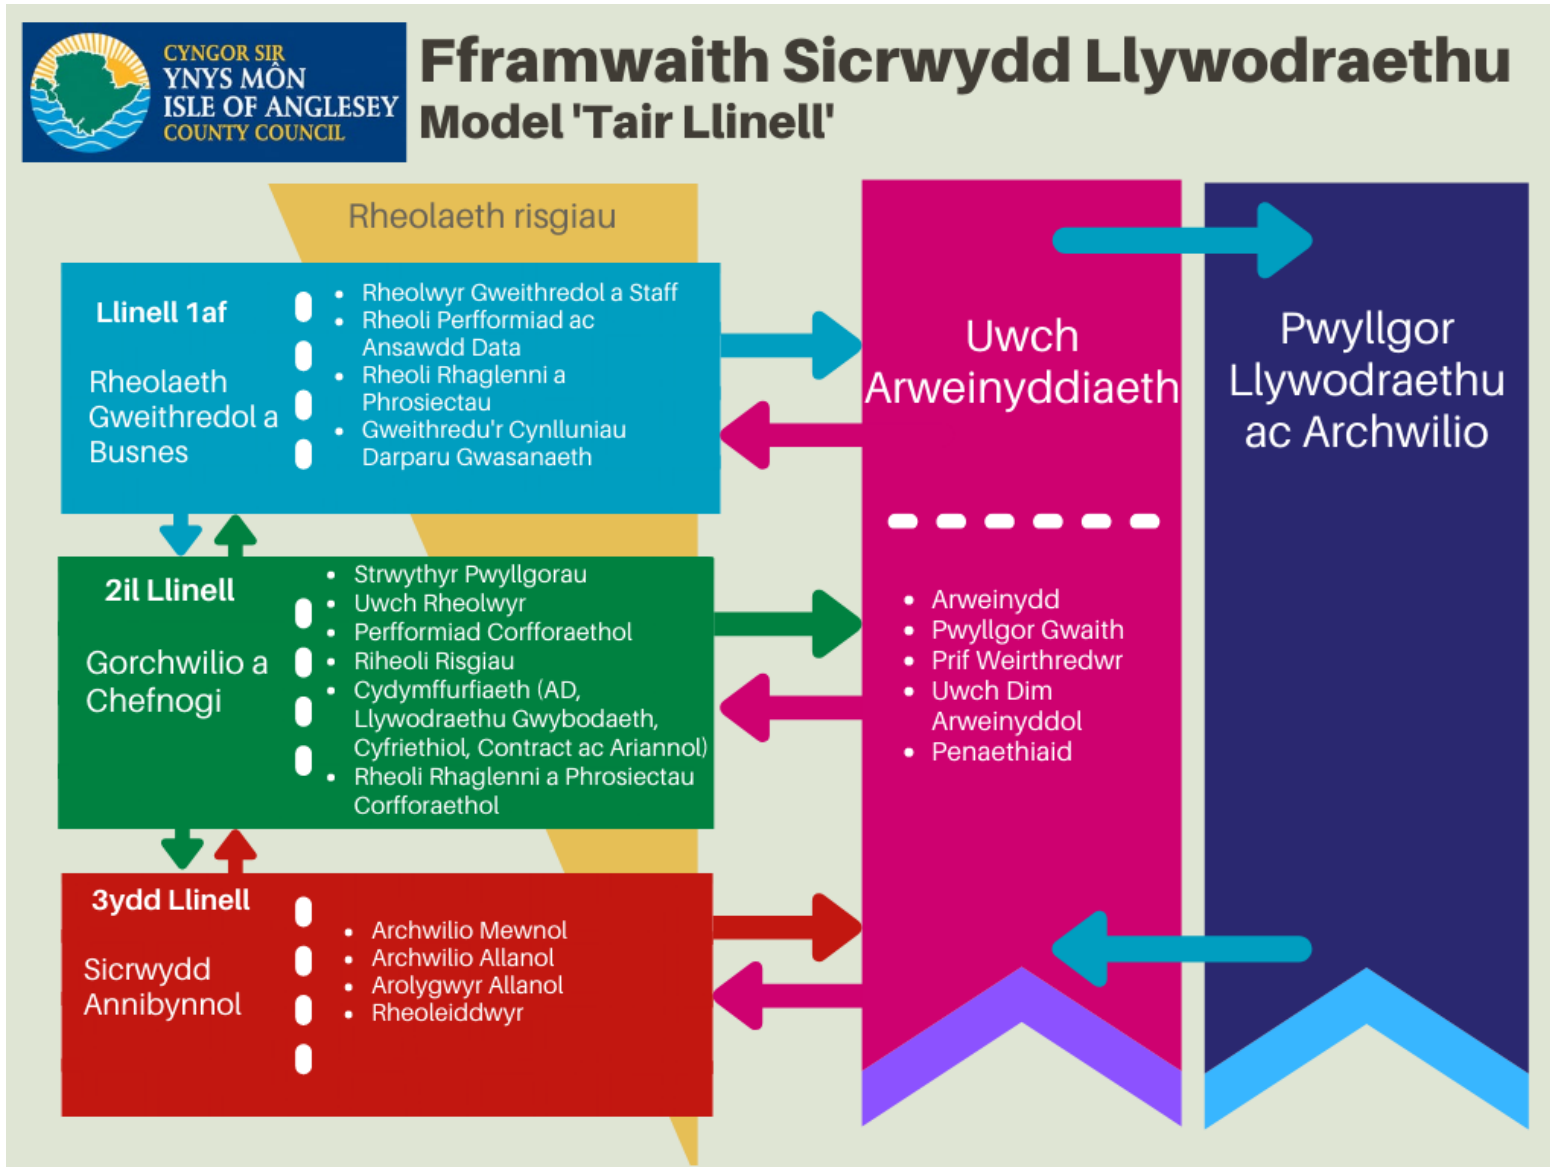 CYNGOR SIR
YNYS MÔN
ISLE OF ANGLESEY
COUNTY COUNCIL
Fframwaith Sicrwydd Llywodraethu
Model 'Tair Llinell'
Rheolaeth risgiau
Llinell 1af
Rheolaeth
Gweithredol a
Busnes
• Rheolwyr Gweithredol a Staff
• Rheoli Perfformiad ac
Ansawdd Data
• Rheoli Rhaglenni a
Phrosiectau
• Gweithredu'r Cynlluniau
Darparu Gwasanaeth
2il Llinell
Gorchwilio a
Chefnogi
• Strwythyr Pwyllgorau
• Uwch Rheolwyr
• Perfformiad Corfforaethol
• Riheoli Risgiau
• Cydymffurfiaeth (AD,
Llywodraethu Gwybodaeth,
Cyfriethiol, Contract ac Ariannol)
• Rheoli Rhaglenni a Phrosiectau
Corfforaethol
3ydd Llinell
Sicrwydd
Annibynnol
• Archwilio Mewnol
• Archwilio Allanol
• Arolygwyr Allanol
• Rheoleiddwyr
Uwch
Arweinyddiaeth
• Arweinydd
• Pwyllgor Gwaith
• Prif Weirthredwr
• Uwch Dim
Arweinyddol
• Penaethiaid
Pwyllgor
Llywodraethu
ac Archwilio